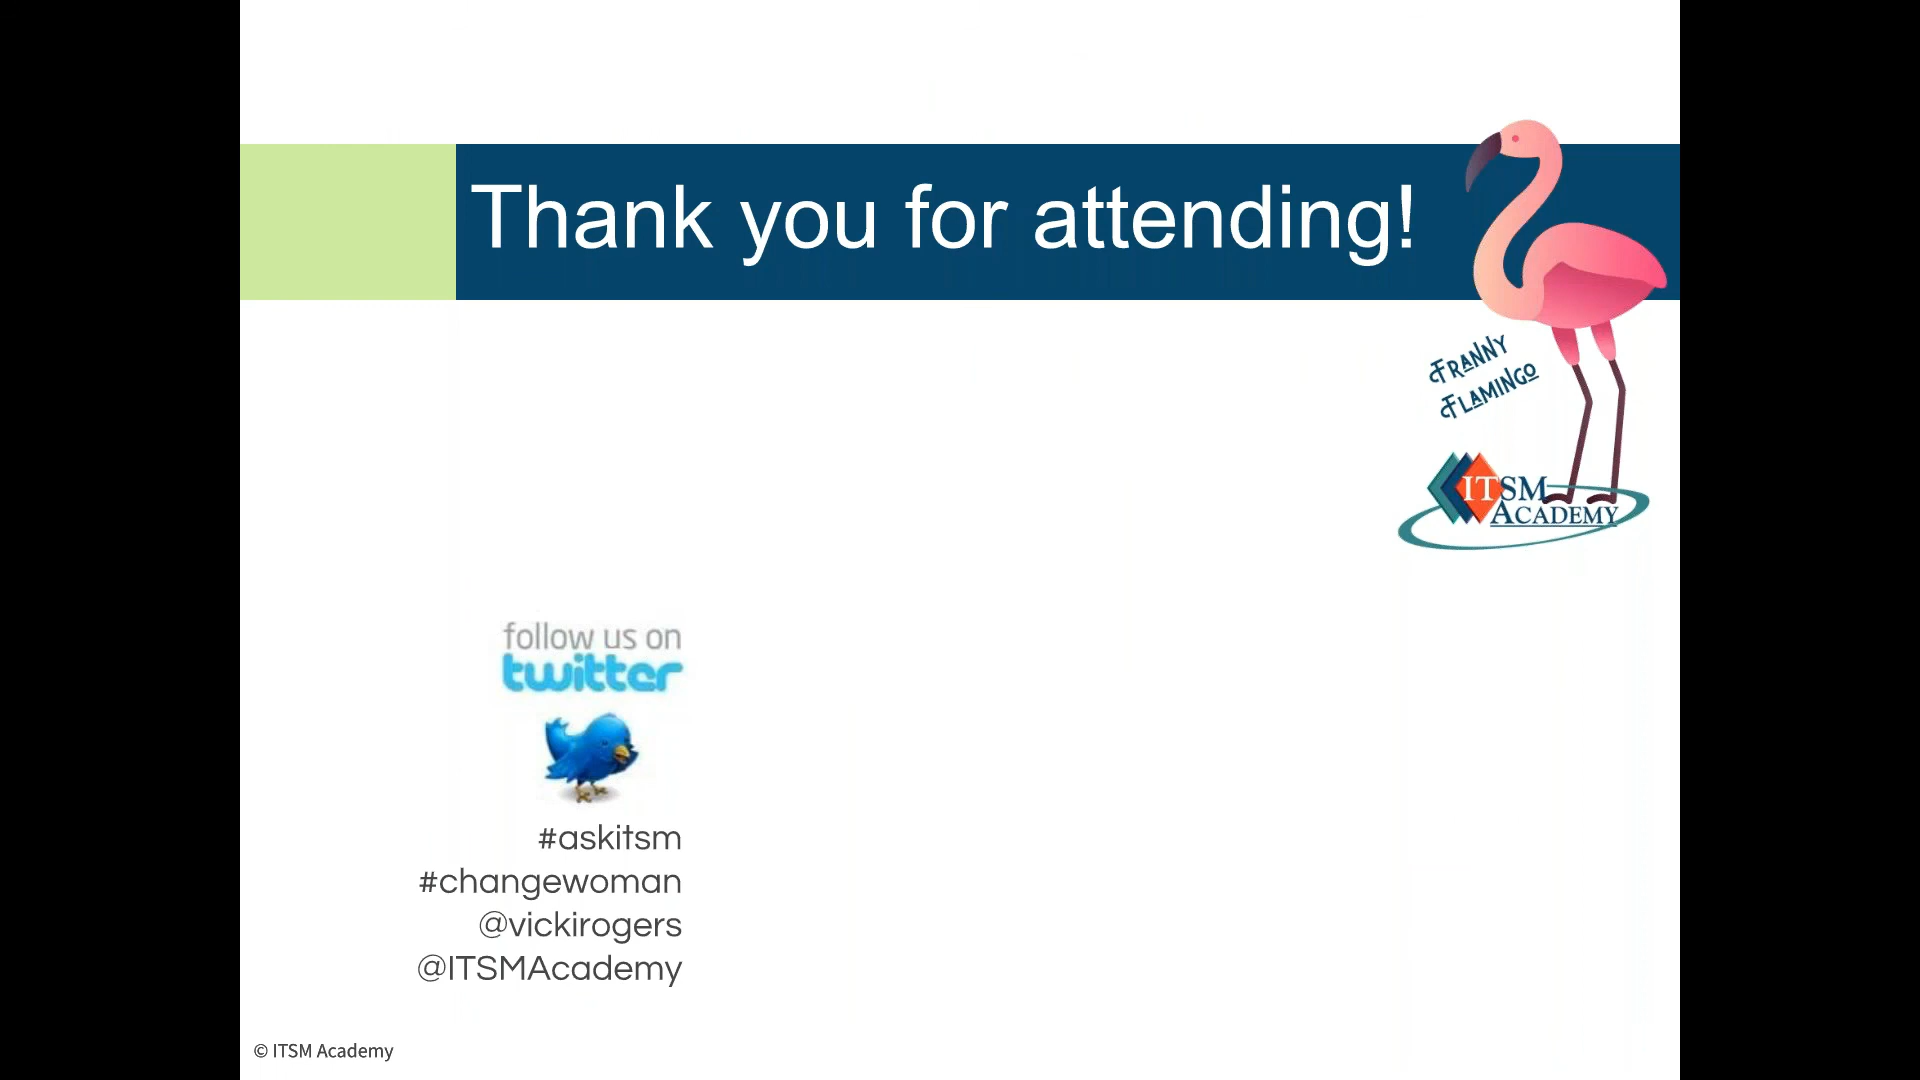 Thank you for attending!
Franny
Flamingo
ITSM
Academy
follow us on
twitter
#askitsm
#changewoman
@vickirogers
@ITSMAcademy
© ITSM Academy